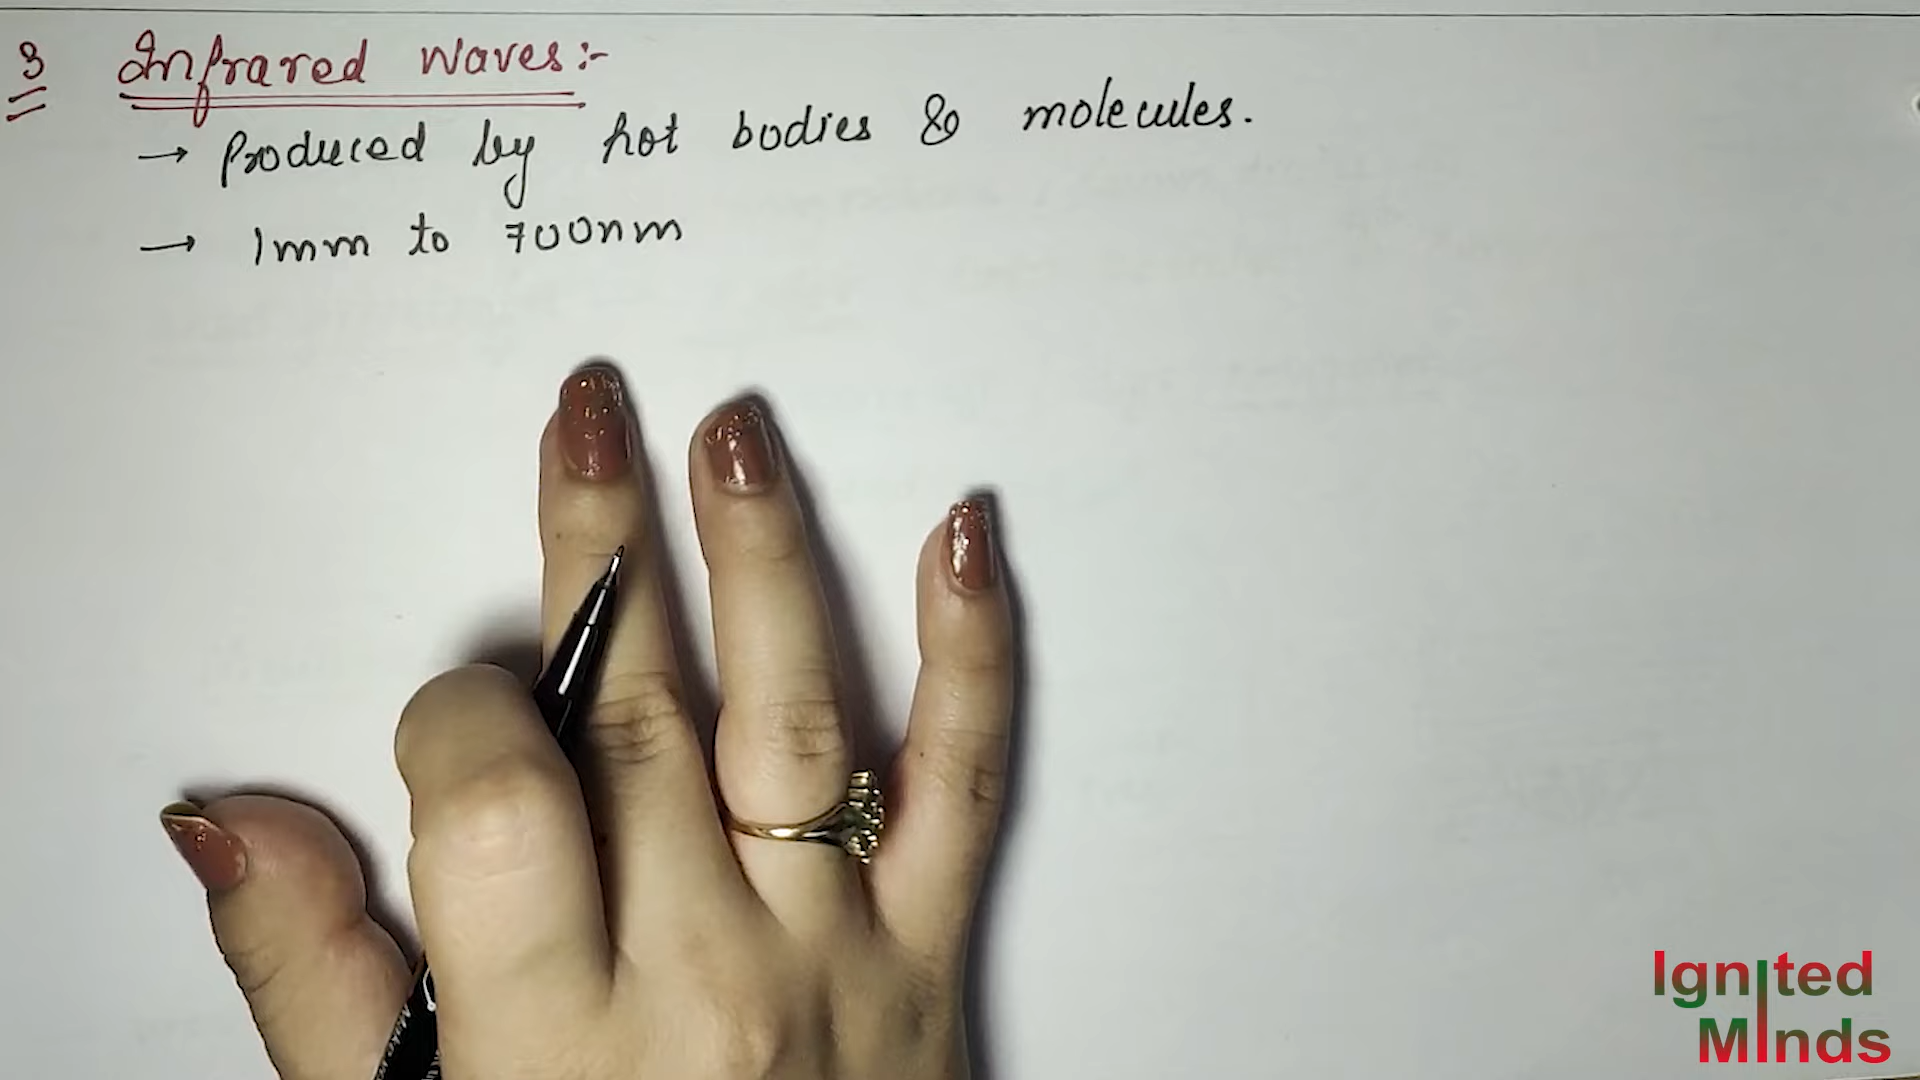 3 Infrared waves:-
→ Produced by hot bodies & molecules.
→ 1mm to 700nm
Ignited
Minds